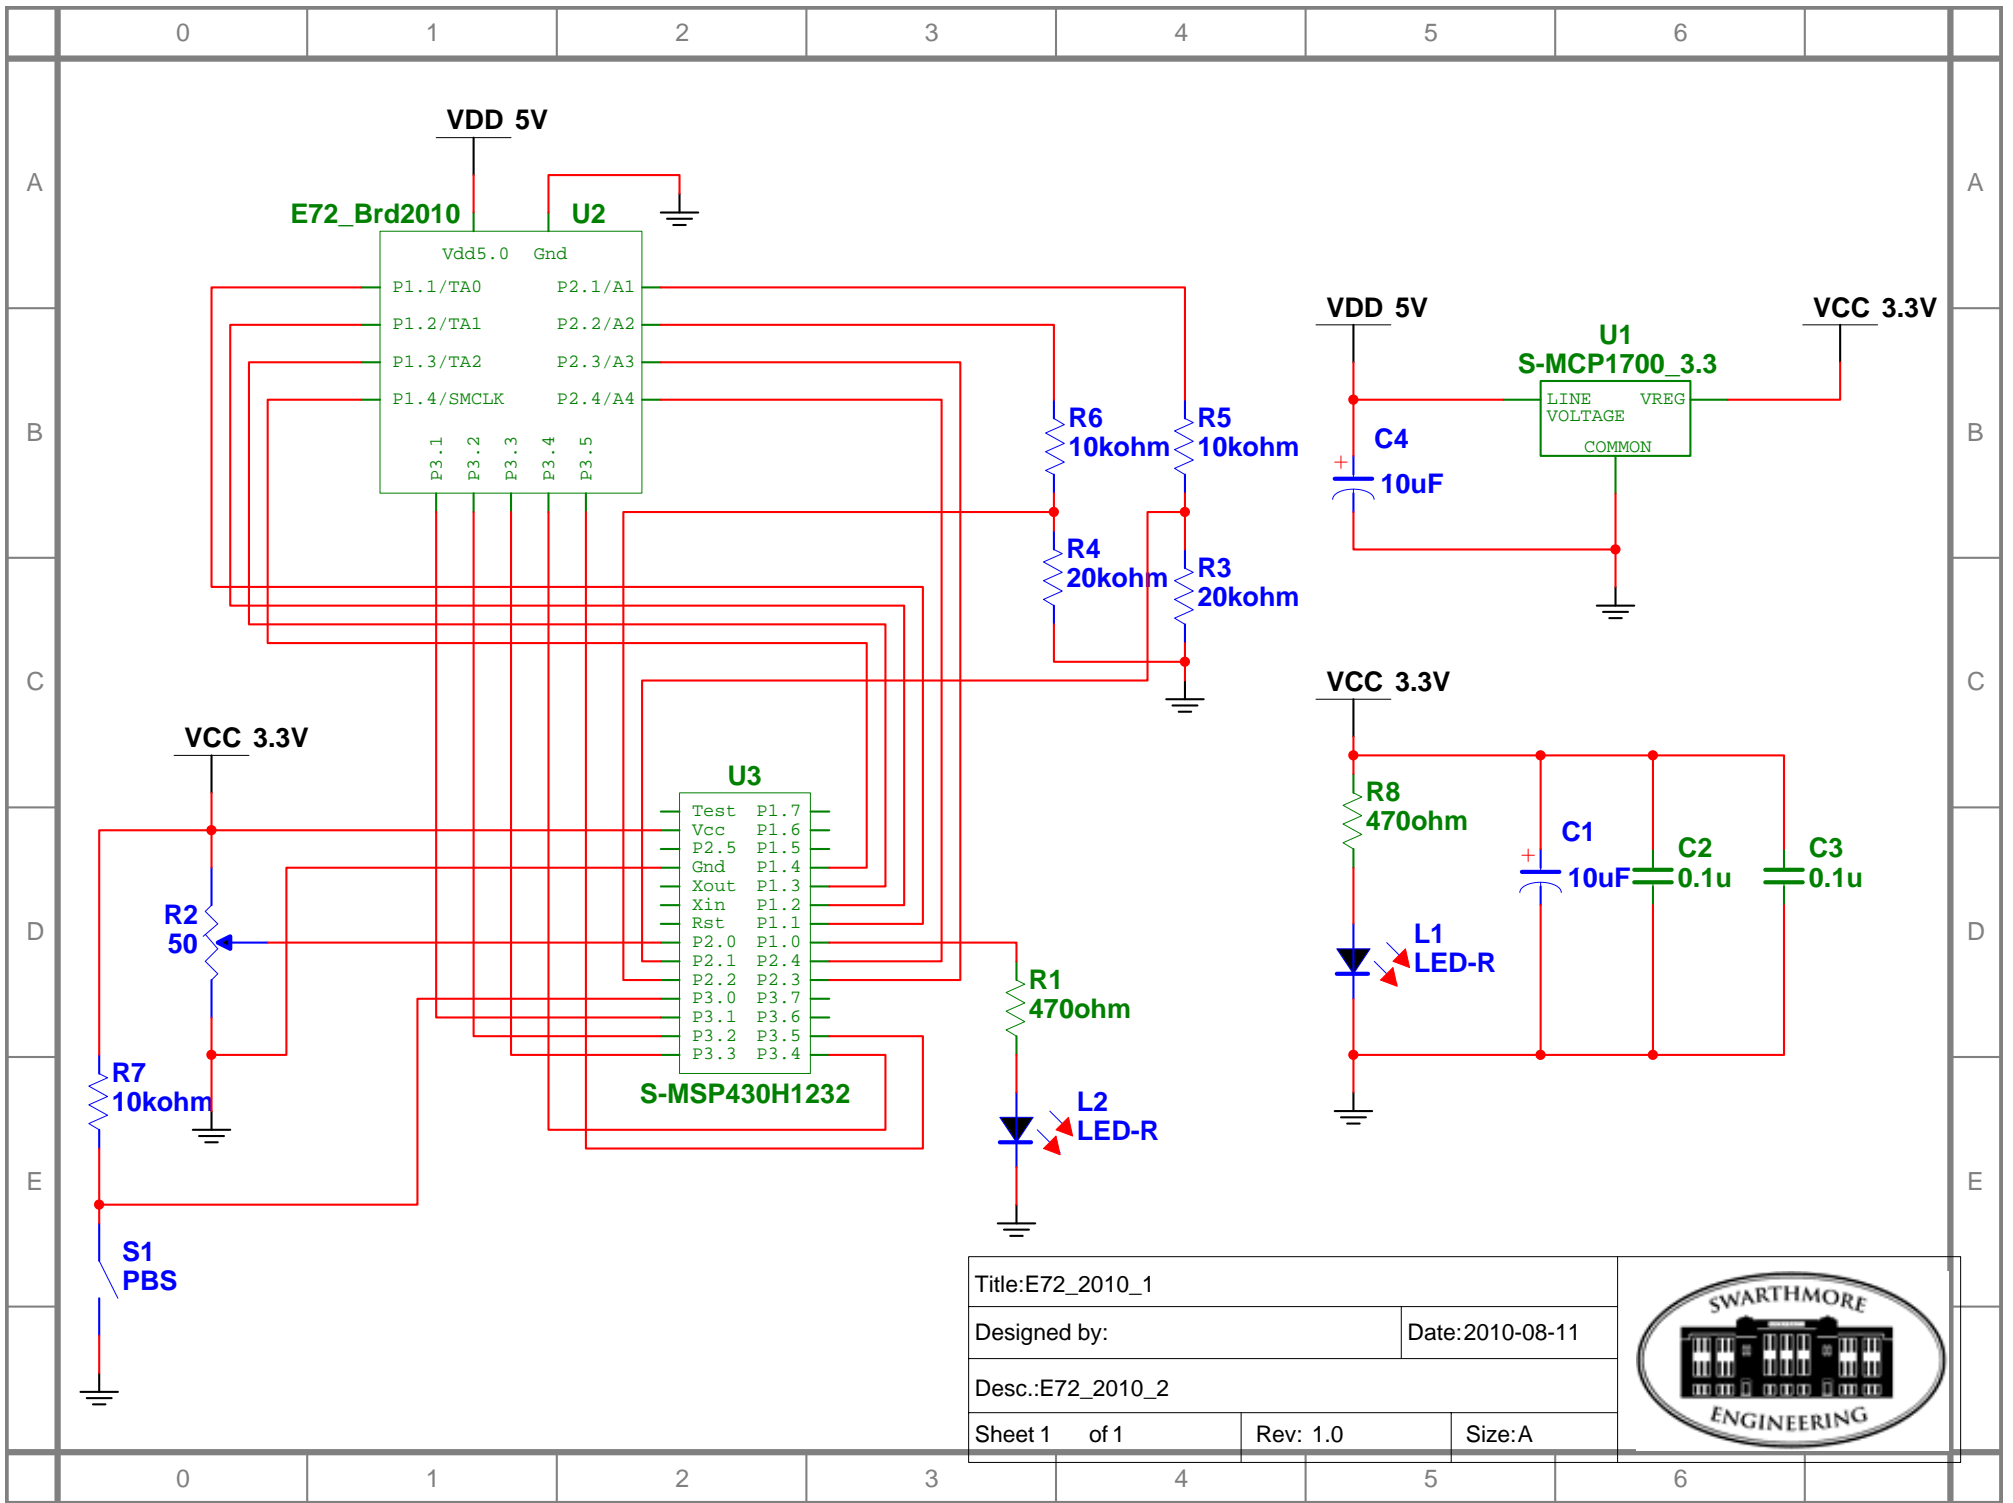 0 1 2 3 4 5 6
A A
VDD 5V
E72_Brd2010 U2
Vdd5.0 Gnd
P1.1/TA0 P2.1/A1
P1.2/TA1 P2.2/A2
P1.3/TA2 P2.3/A3
P1.4/SMCLK P2.4/A4
P3.1 P3.2 P3.3 P3.4 P3.5
VDD 5V
VCC 3.3V
U1
S-MCP1700_3.3
LINE VREG
VOLTAGE
COMMON
B B
R6
10kohm
R5
10kohm
C4
10uF
R4
20kohm
R3
20kohm
C C
VCC 3.3V
VCC 3.3V
U3
Test P1.7
Vcc P1.6
P2.5 P1.5
Gnd P1.4
Xout P1.3
Xin P1.2
Rst P1.1
P2.0 P1.0
P2.1 P2.4
P2.2 P2.3
P3.0 P3.7
P3.1 P3.6
P3.2 P3.5
P3.3 P3.4
S-MSP430H1232
R8
470ohm
C1
10uF
C2
0.1u
C3
0.1u
D D
R2
50
L1
LED-R
R1
470ohm
R7
10kohm
L2
LED-R
E E
S1
PBS
Title:E72_2010_1
Designed by: Date:2010-08-11
Desc.:E72_2010_2
Sheet 1 of 1 Rev: 1.0 Size:A
SWARTHMORE
ENGINEERING
0 1 2 3 4 5 6